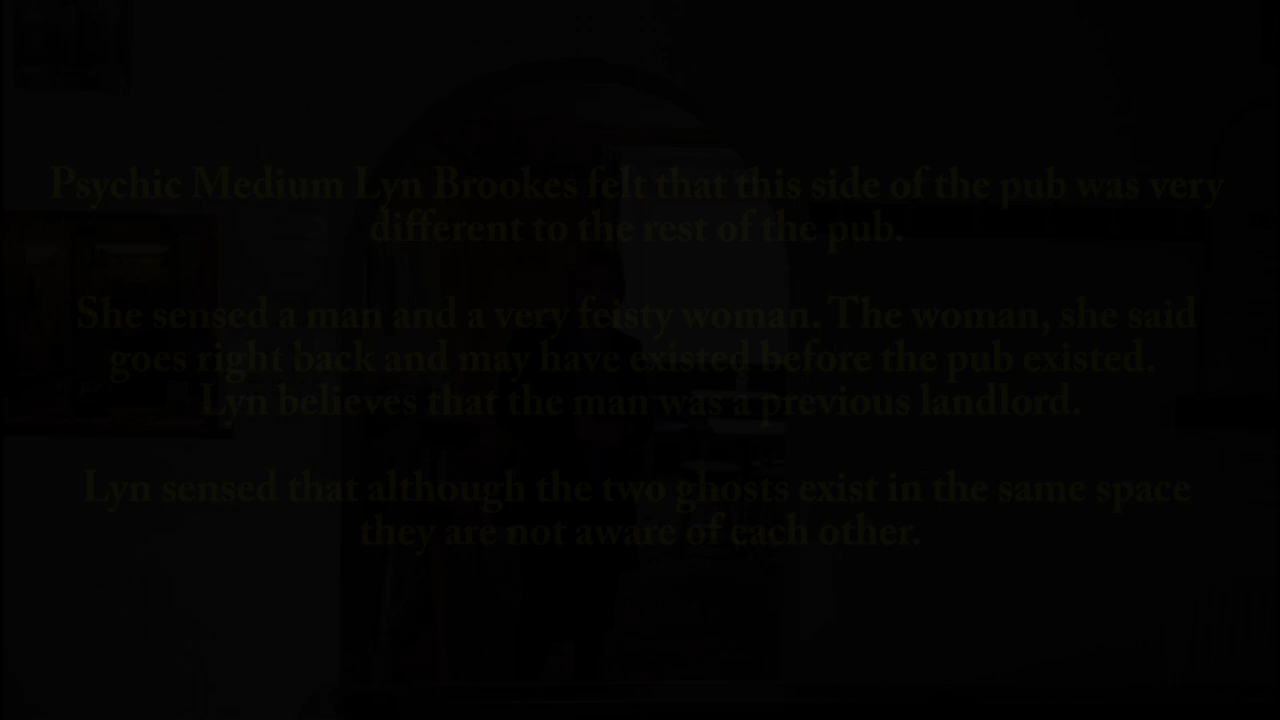 Psychic Medium Lyn Brookes felt that this side of the pub was very
different to the rest of the pub.
She sensed a man and a very feisty woman. The woman, she said
goes right back and may have existed before the pub existed.
Lyn believes that the man was a previous landlord.
Lyn sensed that although the two ghosts exist in the same space
they are not aware of each other.